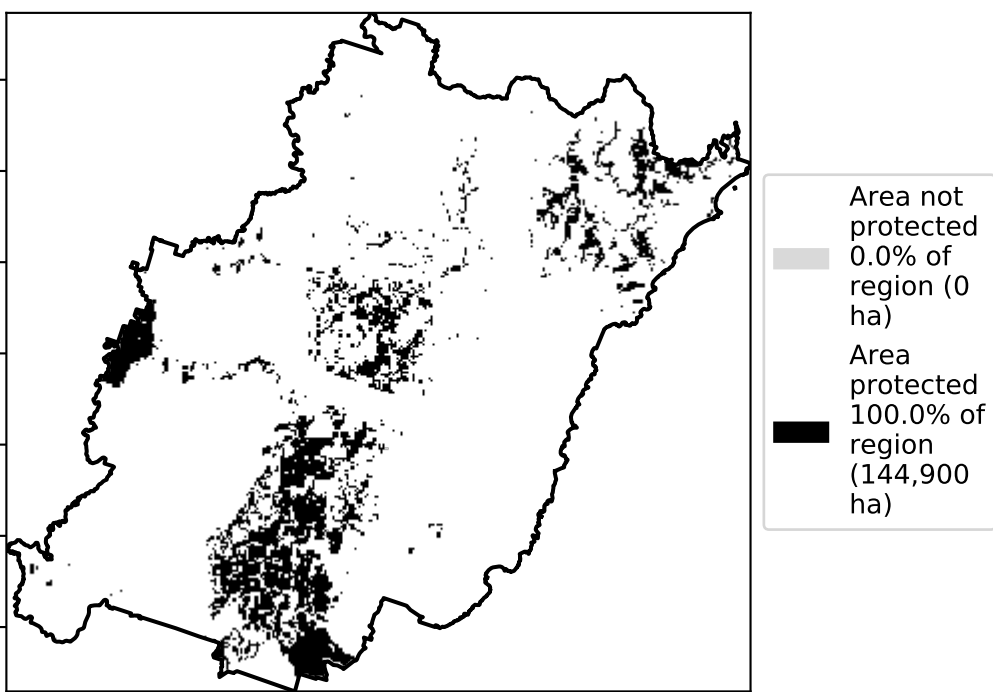 Area not
protected
0.0% of
region (0
ha)
Area
protected
100.0% of
region
(144,900
ha)